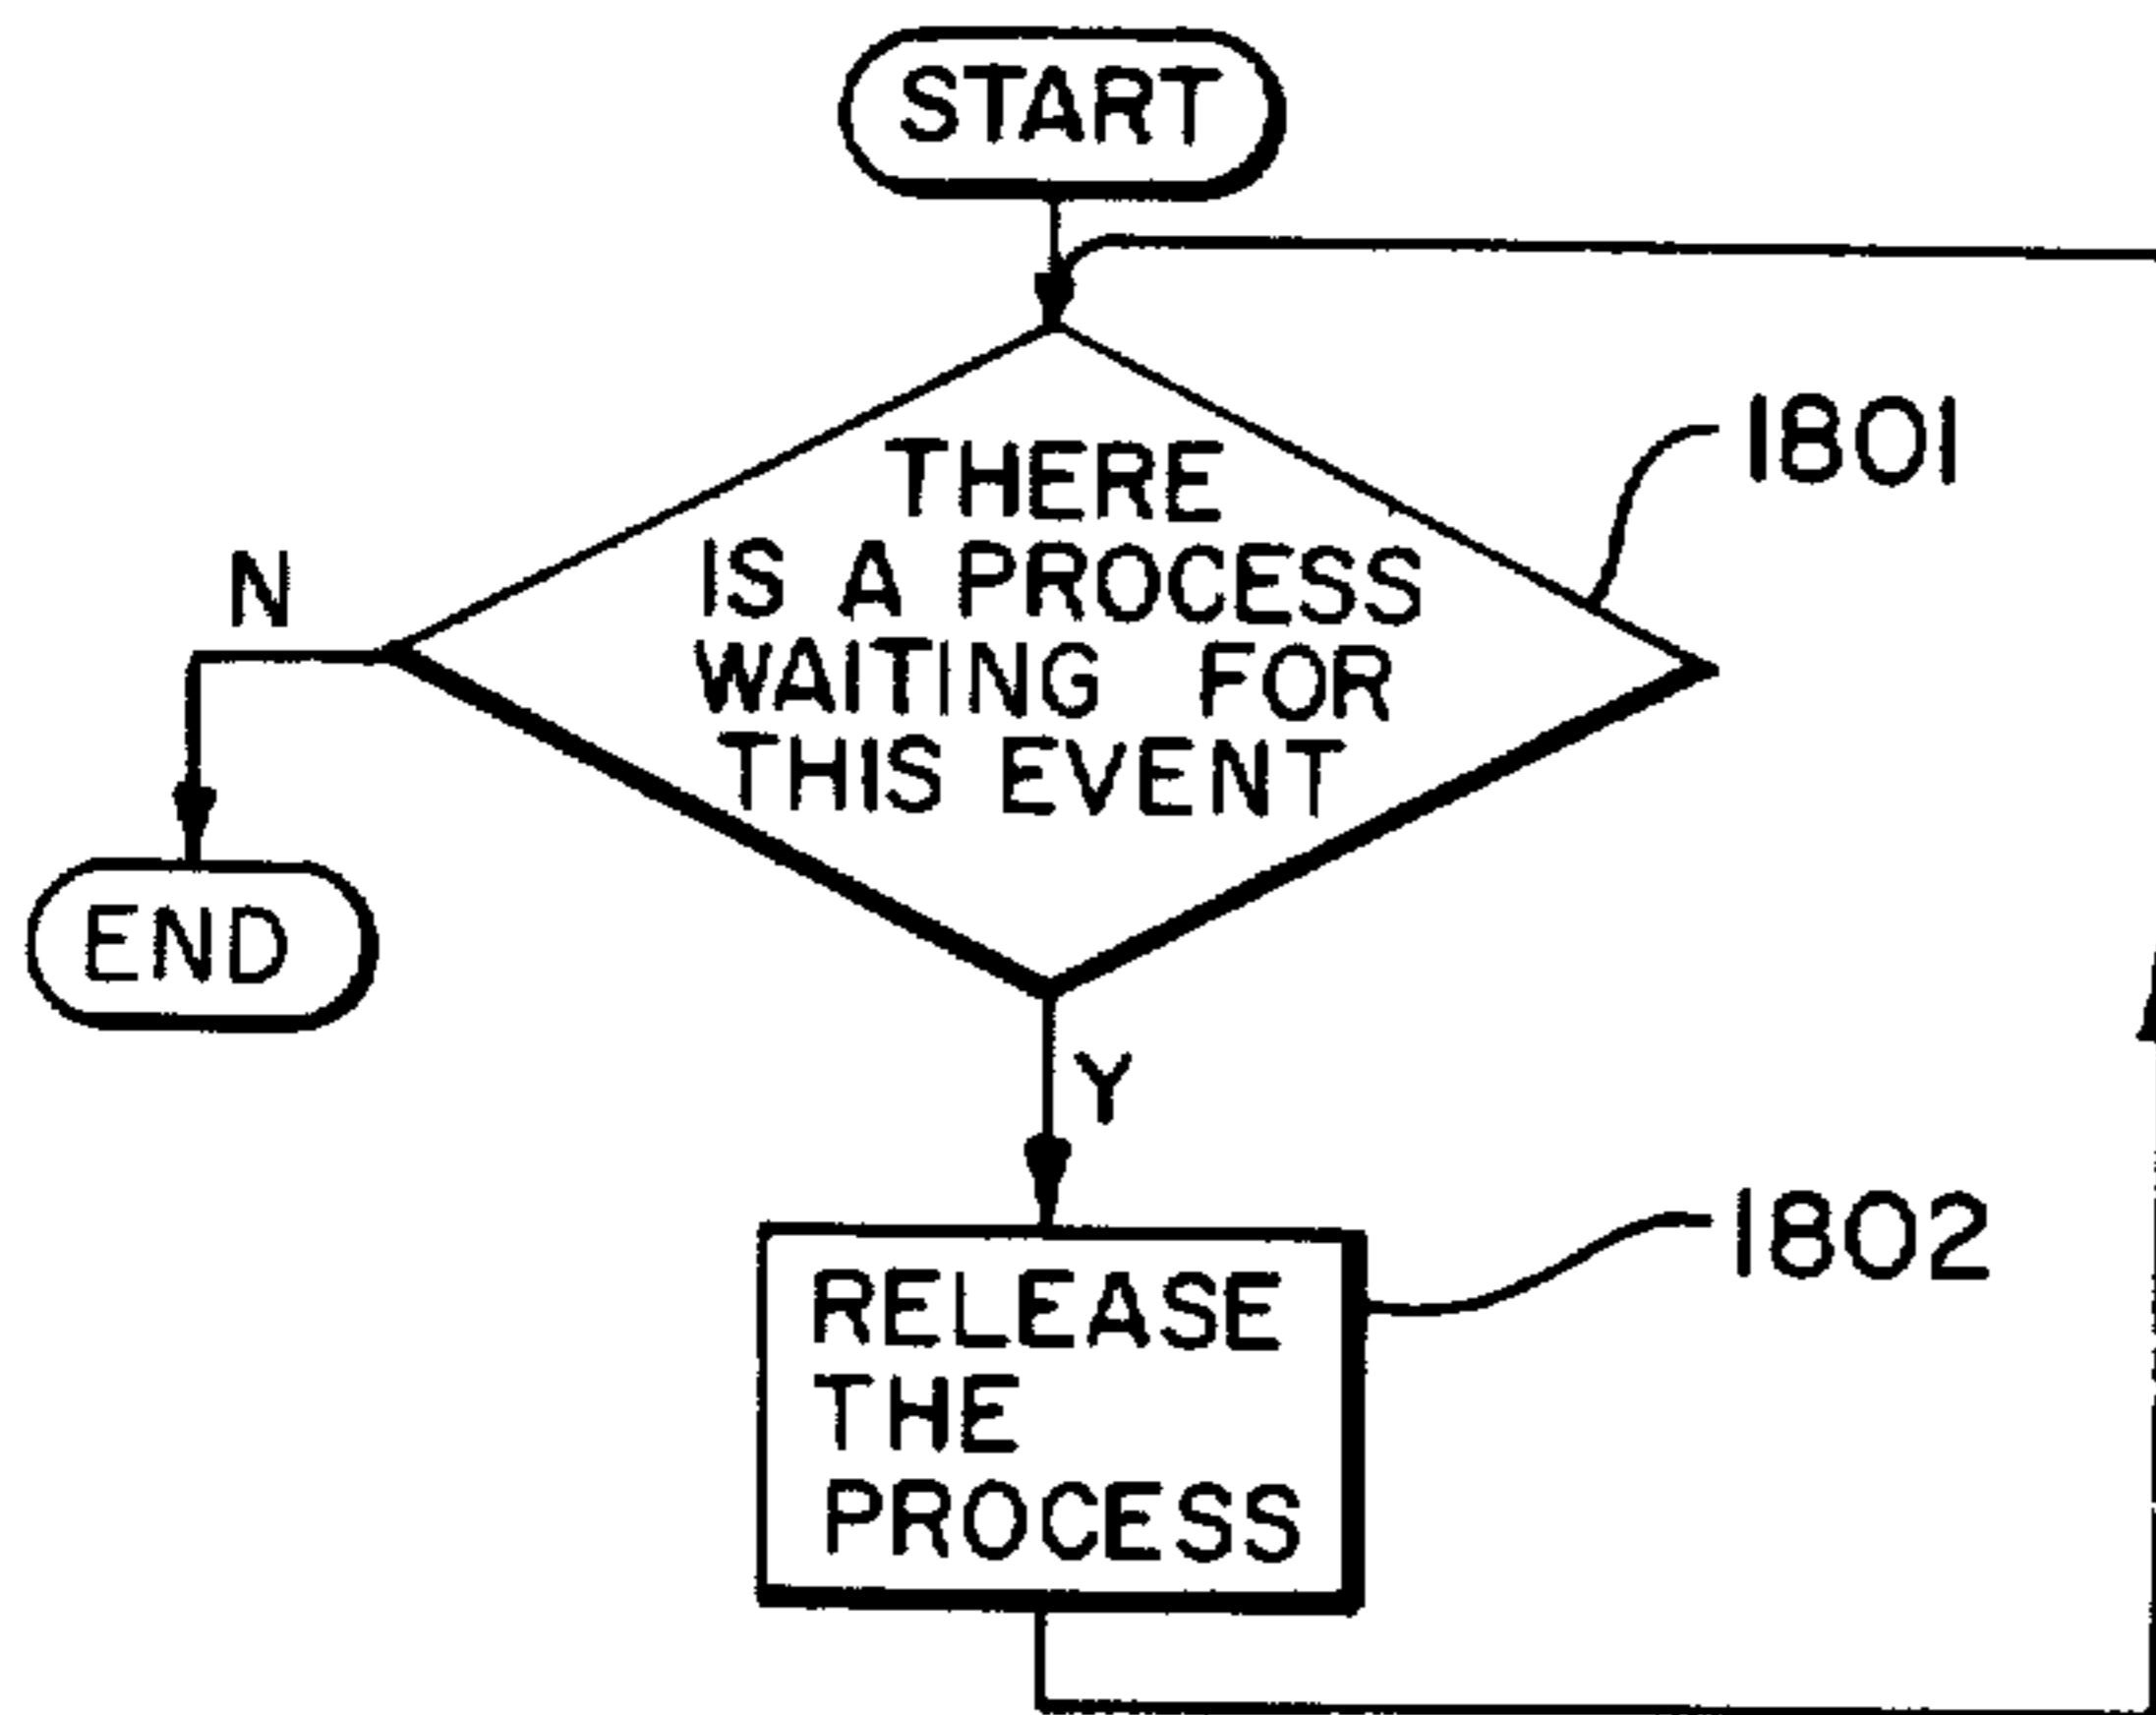 START
THERE
IS A PROCESS
WAITING FOR
THIS EVENT
1801
N
END
Y
RELEASE
THE
PROCESS
1802